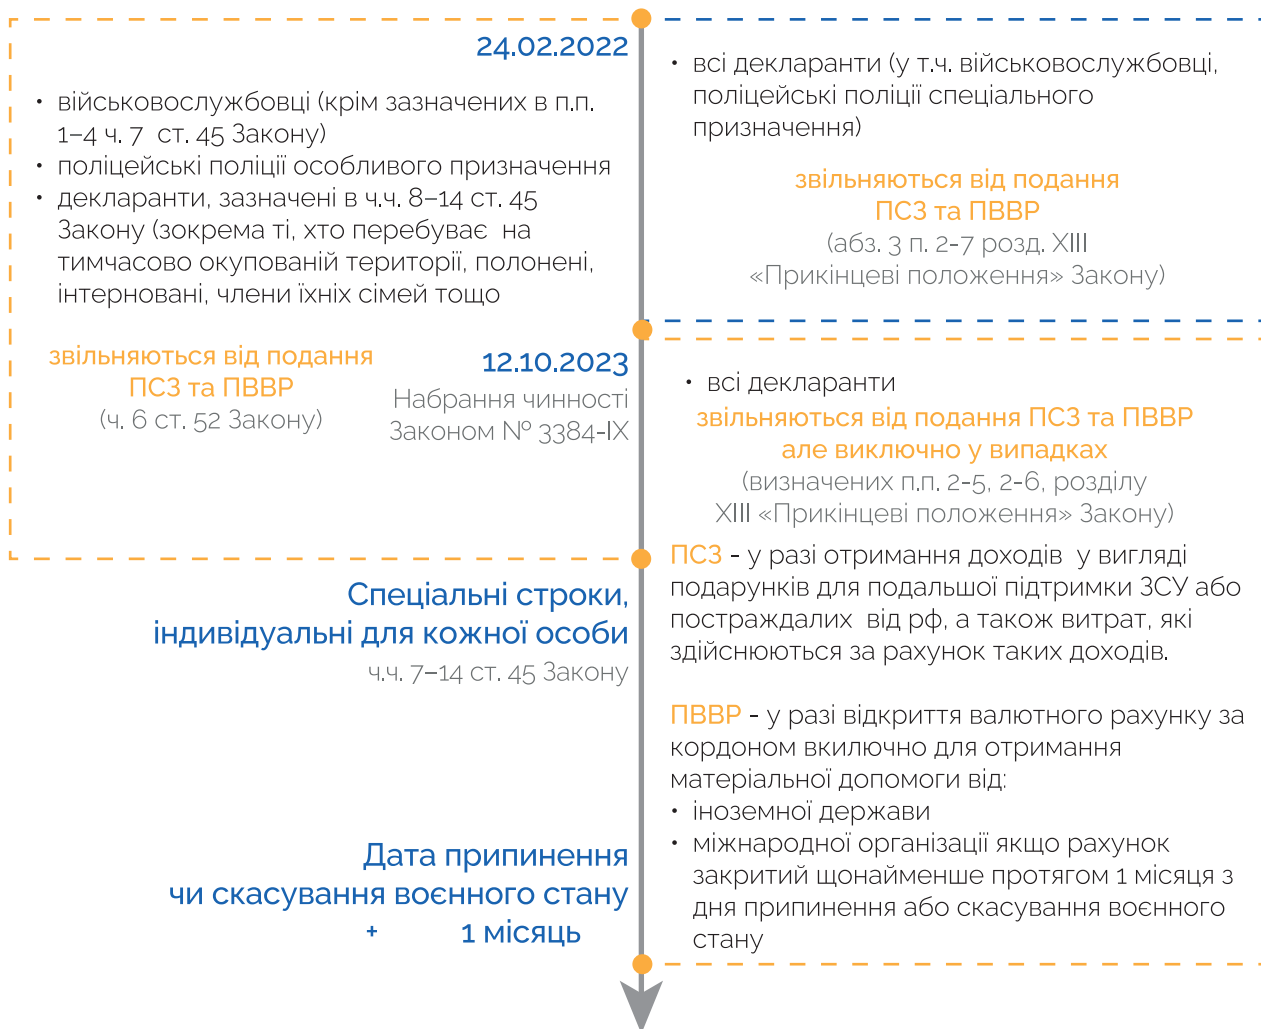 24.02.2022
• військовослужбовці (крім зазначених в п.п.
1–4 ч. 7 ст. 45 Закону)
• поліцейські поліції особливого призначення
• декларанти, зазначені в ч.ч. 8–14 ст. 45
Закону (зокрема ті, хто перебуває на
тимчасово окупованій території, полонені,
інтерновані, члени їхніх сімей тощо
звільняються від подання
ПСЗ та ПВВР
(ч. 6 ст. 52 Закону)
• всі декларанти (у т.ч. військовослужбовці,
поліцейські поліції спеціального
призначення)
звільняються від подання
ПСЗ та ПВВР
(абз. 3 п. 2-7 розд. XIII
«Прикінцеві положення» Закону)
12.10.2023
Набрання чинності
Законом № 3384-IX
• всі декларанти
звільняються від подання ПСЗ та ПВВР
але виключно у випадках
(визначених п.п. 2-5, 2-6, розділу
XIII «Прикінцеві положення» Закону)
ПСЗ - у разі отримання доходів у вигляді
подарунків для подальшої підтримки ЗСУ або
постраждалих від рф, а також витрат, які
здійснюються за рахунок таких доходів.
ПВВР - у разі відкриття валютного рахунку за
кордоном вкилючно для отримання
матеріальної допомоги від:
• іноземної держави
• міжнародної організації якщо рахунок
закритий щонайменше протягом 1 місяця з
дня припинення або скасування воєнного
стану
Спеціальні строки,
індивідуальні для кожної особи
ч.ч. 7–14 ст. 45 Закону
Дата припинення
чи скасування воєнного стану
+ 1 місяць